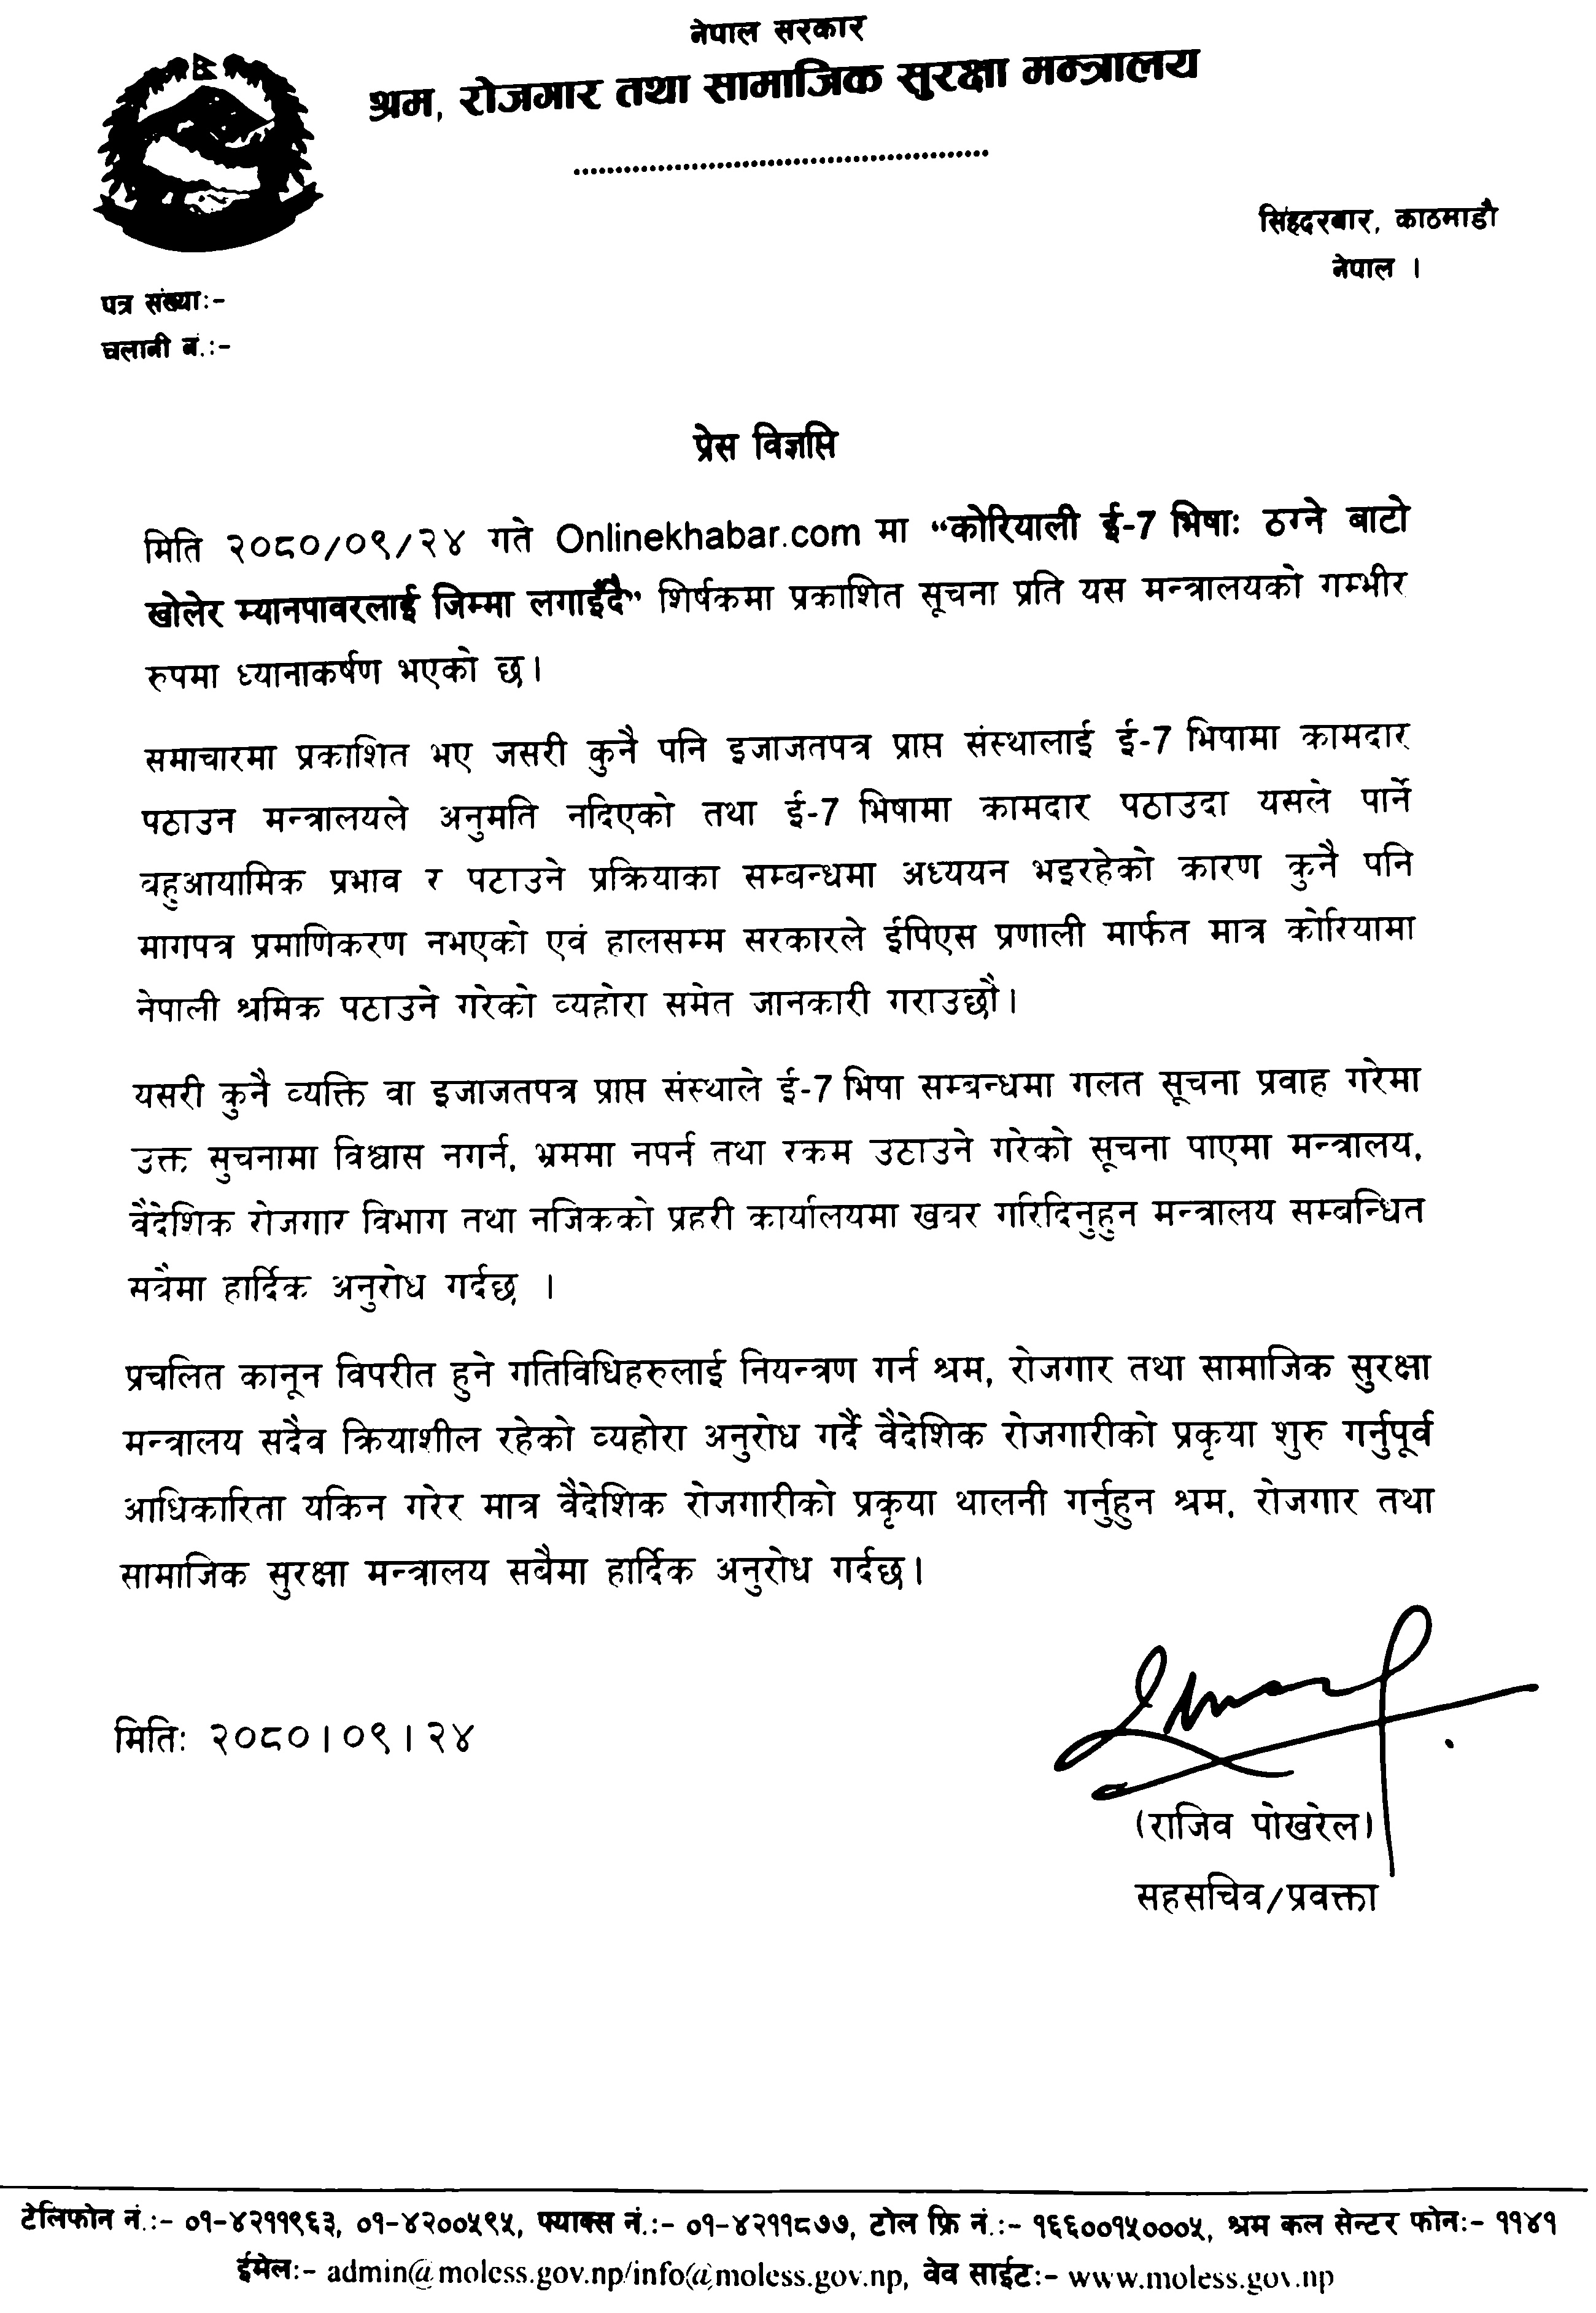 नेपाल सरकार
श्रम, रोजगार तथा सामाजिक सुरक्षा मन्त्रालय
सिंहदरबार, काठमाडौ
नेपाल ।
पत्र संख्या:-
चलानी नं.:-
प्रेस विज्ञप्ति
मिति २०८०/०९/२४ गते Onlinekhabar.com मा “कोरियाली ई-7 भिषाः ठग्ने बाटो
खोलेर म्यानपावरलाई जिम्मा लगाइँदै” शिर्षकमा प्रकाशित सूचना प्रति यस मन्त्रालयको गम्भीर
रुपमा ध्यानाकर्षण भएको छ।
समाचारमा प्रकाशित भए जसरी कुनै पनि इजाजतपत्र प्राप्त संस्थालाई ई-7 भिषामा कामदार
पठाउन मन्त्रालयले अनुमति नदिएको तथा ई-7 भिषामा कामदार पठाउदा यसले पार्ने
वहुआयामिक प्रभाव र पठाउने प्रक्रियाका सम्बन्धमा अध्ययन भइरहेको कारण कुनै पनि
मागपत्र प्रमाणिकरण नभएको एवं हालसम्म सरकारले ईपिएस प्रणाली मार्फत मात्र कोरियामा
नेपाली श्रमिक पठाउने गरेको व्यहोरा समेत जानकारी गराउछौ।
यसरी कुनै व्यक्ति वा इजाजतपत्र प्राप्त संस्थाले ई-7 भिषा सम्बन्धमा गलत सूचना प्रवाह गरेमा
उक्त सुचनामा विश्वास नगर्न, भ्रममा नपर्न तथा रकम उठाउने गरेको सूचना पाएमा मन्त्रालय,
वैदेशिक रोजगार विभाग तथा नजिकको प्रहरी कार्यालयमा खबर गरिदिनुहुन मन्त्रालय सम्बन्धित
सबैमा हार्दिक अनुरोध गर्दछ ।
प्रचलित कानून विपरीत हुने गतिविधिहरुलाई नियन्त्रण गर्न श्रम, रोजगार तथा सामाजिक सुरक्षा
मन्त्रालय सदैव क्रियाशील रहेको व्यहोरा अनुरोध गर्दै वैदेशिक रोजगारीको प्रकृया शुरु गर्नुपूर्व
आधिकारिता यकिन गरेर मात्र वैदेशिक रोजगारीको प्रकृया थालनी गर्नुहुन श्रम, रोजगार तथा
सामाजिक सुरक्षा मन्त्रालय सबैमा हार्दिक अनुरोध गर्दछ।
मितिः २०८०।०९।२४
(राजिव पोखरेल)
सहसचिव/प्रवक्ता
टेलिफोन नं.:- ०१-४२११९६३, ०१-४२००५९५, फ्याक्स नं.:- ०१-४२११८७७, टोल फ्रि नं.:- १६६००१५०००५, श्रम कल सेन्टर फोन:- ११४१
ईमेल:- admin@moless.gov.np/info@moless.gov.np, वेव साईट:- www.moless.gov.np